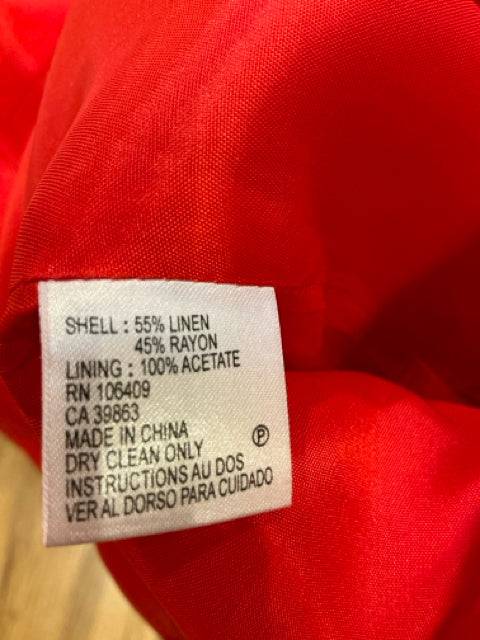 SHELL : 55% LINEN
45% RAYON
LINING : 100% ACETATE
RN 106409
CA 39863
MADE IN CHINA
DRY CLEAN ONLY Ⓟ
INSTRUCTIONS AU DOS
VER AL DORSO PARA CUIDADO